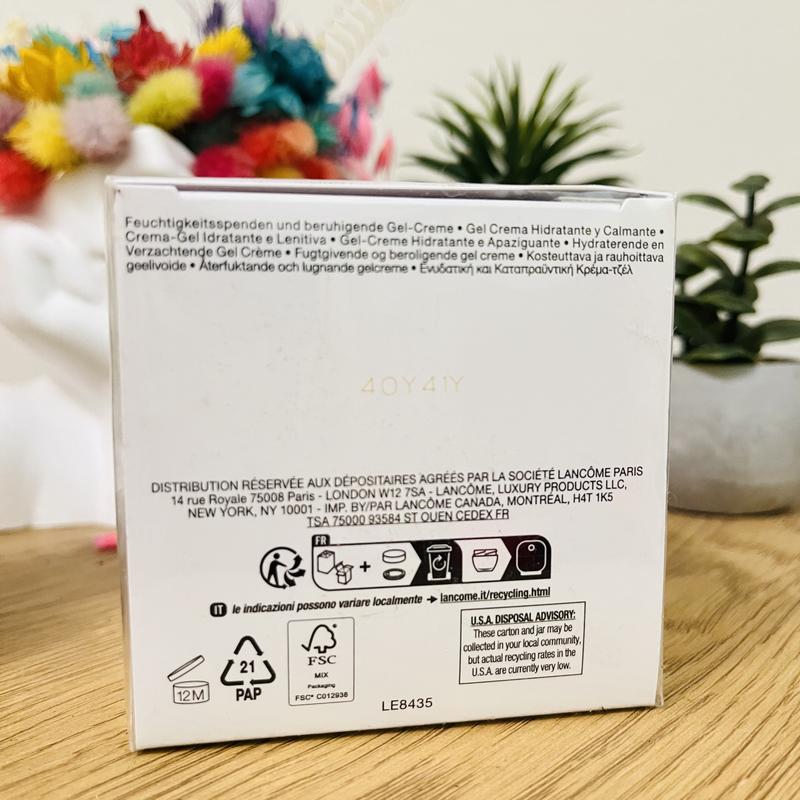 Feuchtigkeitsspenden und beruhigende Gel-Creme • Gel Crema Hidratante y Calmante •
Crema-Gel Idratante e Lenitiva • Gel-Creme Hidratante e Apaziguante • Hydraterende en
Verzachtende Gel Crème • Fugtgivende og beroligende gel creme • Kosteuttava ja rauhoittava
geelivoide • Återfuktande och lugnande gelcreme • Ενυδατική και Καταπραϋντική Κρέμα-τζέλ
40Y41Y
DISTRIBUTION RÉSERVÉE AUX DÉPOSITAIRES AGRÉÉS PAR LA SOCIÉTÉ LANCÔME PARIS
14 rue Royale 75008 Paris - LONDON W12 7SA - LANCÔME, LUXURY PRODUCTS LLC,
NEW YORK, NY 10001 - IMP. BY/PAR LANCÔME CANADA, MONTRÉAL, H4T 1K5
TSA 75000 93584 ST OUEN CEDEX FR
FR
+
IT le indicazioni possono variare localmente → lancome.it/recycling.html
U.S.A. DISPOSAL ADVISORY:
These carton and jar may be
collected in your local community,
but actual recycling rates in the
U.S.A. are currently very low.
12M
21
PAP
FSC
MIX
Packaging
FSC® C012938
LE8435